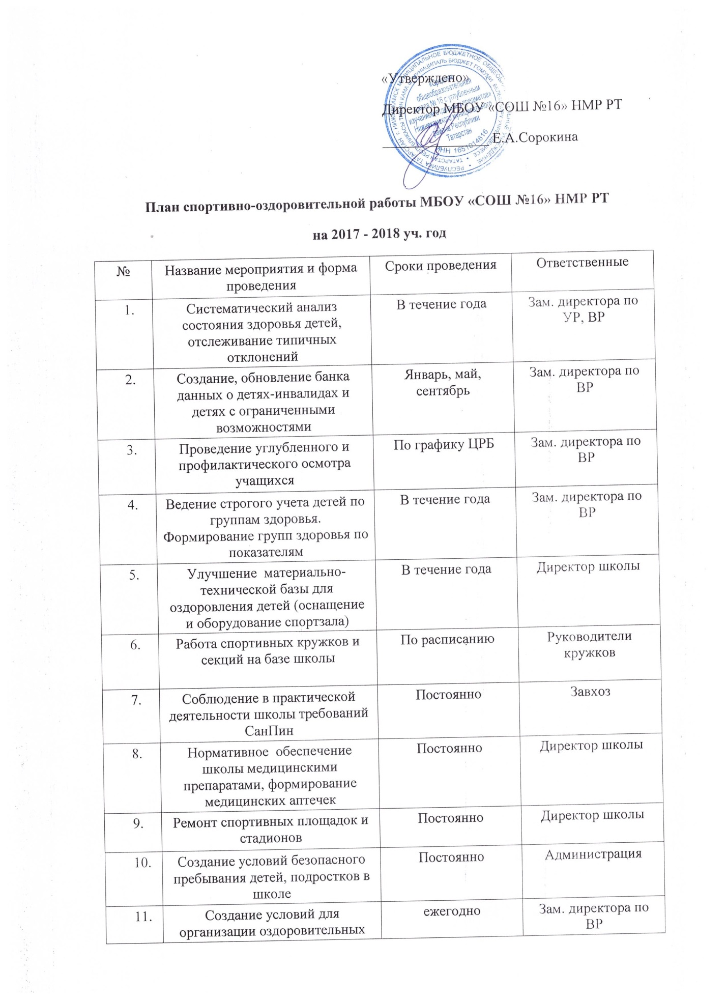 «Утверждено»
Директор МБОУ «СОШ №16» НМР РТ
Е.А.Сорокина
общеобразовательная
школа № 16 с углубленным
изучением отдельных предметов»
Нижнекамского муниципального
района Республики
Татарстан
ИНН 1651014816
План спортивно-оздоровительной работы МБОУ «СОШ №16» НМР РТ
на 2017 - 2018 уч. год
№ Название мероприятия и форма Сроки проведения Ответственные
проведения
1. Систематический анализ В течение года Зам. директора по
состояния здоровья детей, УР, ВР
отслеживание типичных
отклонений
2. Создание, обновление банка Январь, май, Зам. директора по
данных о детях-инвалидах и сентябрь ВР
детях с ограниченными
возможностями
3. Проведение углубленного и По графику ЦРБ Зам. директора по
профилактического осмотра ВР
учащихся
4. Ведение строгого учета детей по В течение года Зам. директора по
группам здоровья. ВР
Формирование групп здоровья по
показателям
5. Улучшение материально- В течение года Директор школы
технической базы для
оздоровления детей (оснащение
и оборудование спортзала)
6. Работа спортивных кружков и По расписанию Руководители
секций на базе школы кружков
7. Соблюдение в практической Постоянно Завхоз
деятельности школы требований
СанПин
8. Нормативное обеспечение Постоянно Директор школы
школы медицинскими
препаратами, формирование
медицинских аптечек
9. Ремонт спортивных площадок и Постоянно Директор школы
стадионов
10. Создание условий безопасного Постоянно Администрация
пребывания детей, подростков в
школе
11. Создание условий для ежегодно Зам. директора по
организации оздоровительных ВР